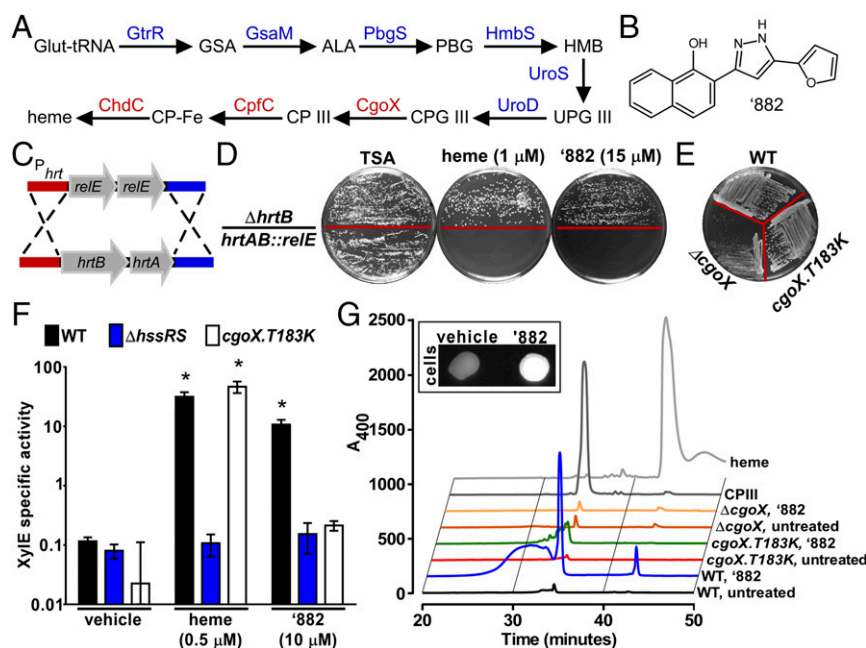 A
Glut-tRNA GtrR GSA GsaM ALA PbgS PBG HmbS HMB
UroS
heme ChdC CP-Fe CpfC CP III CgoX CPG III UroD UPG III
B
OH
N
N
H
O
'882
C
P hrt
relE relE
hrtB hrtA
D
TSA heme (1 μM) '882 (15 μM)
ΔhrtB
hrtAB::relE
E
WT
ΔcgoX
cgoX.T183K
F
WT ΔhssRS cgoX.T183K
XylE specific activity
100
10
1
0.1
0.01
* * *
vehicle heme '882
(0.5 μM) (10 μM)
G
vehicle '882
cells
A400
2500
2000
1500
1000
500
0
heme
CPIII
ΔcgoX, '882
ΔcgoX, untreated
cgoX.T183K, '882
cgoX.T183K, untreated
WT, '882
WT, untreated
20 30 40 50
Time (minutes)